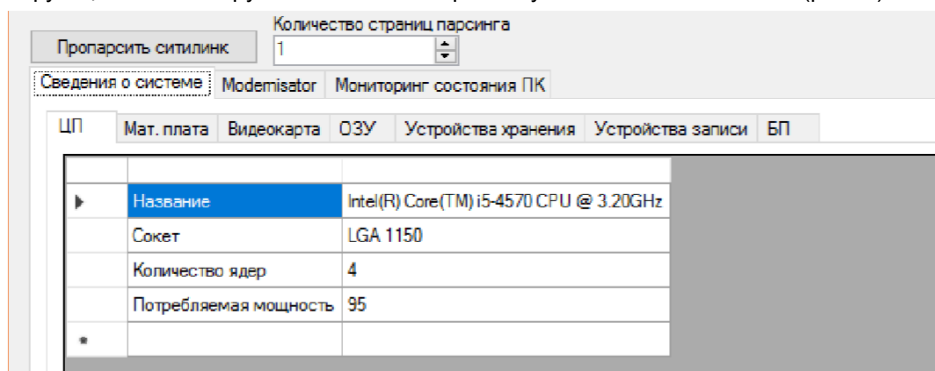 Количество страниц парсинга
Пропарсить ситилинк 1
Сведения о системе Modernisator Мониторинг состояния ПК
ЦП Мат. плата Видеокарта ОЗУ Устройства хранения Устройства записи БП
Название Intel(R) Core(TM) i5-4570 CPU @ 3.20GHz
Сокет LGA 1150
Количество ядер 4
Потребляемая мощность 95